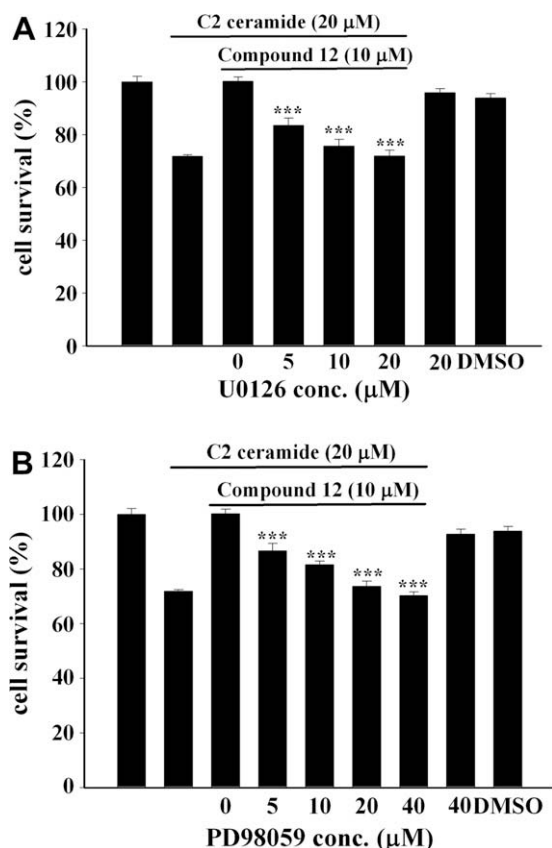 A
C2 ceramide (20 μM)
Compound 12 (10 μM)
120
100
80
60
40
20
0
cell survival (%)
*** *** ***
0 5 10 20 20 DMSO
U0126 conc. (μM)
B
C2 ceramide (20 μM)
Compound 12 (10 μM)
120
100
80
60
40
20
0
cell survival (%)
*** *** *** ***
0 5 10 20 40 40 DMSO
PD98059 conc. (μM)